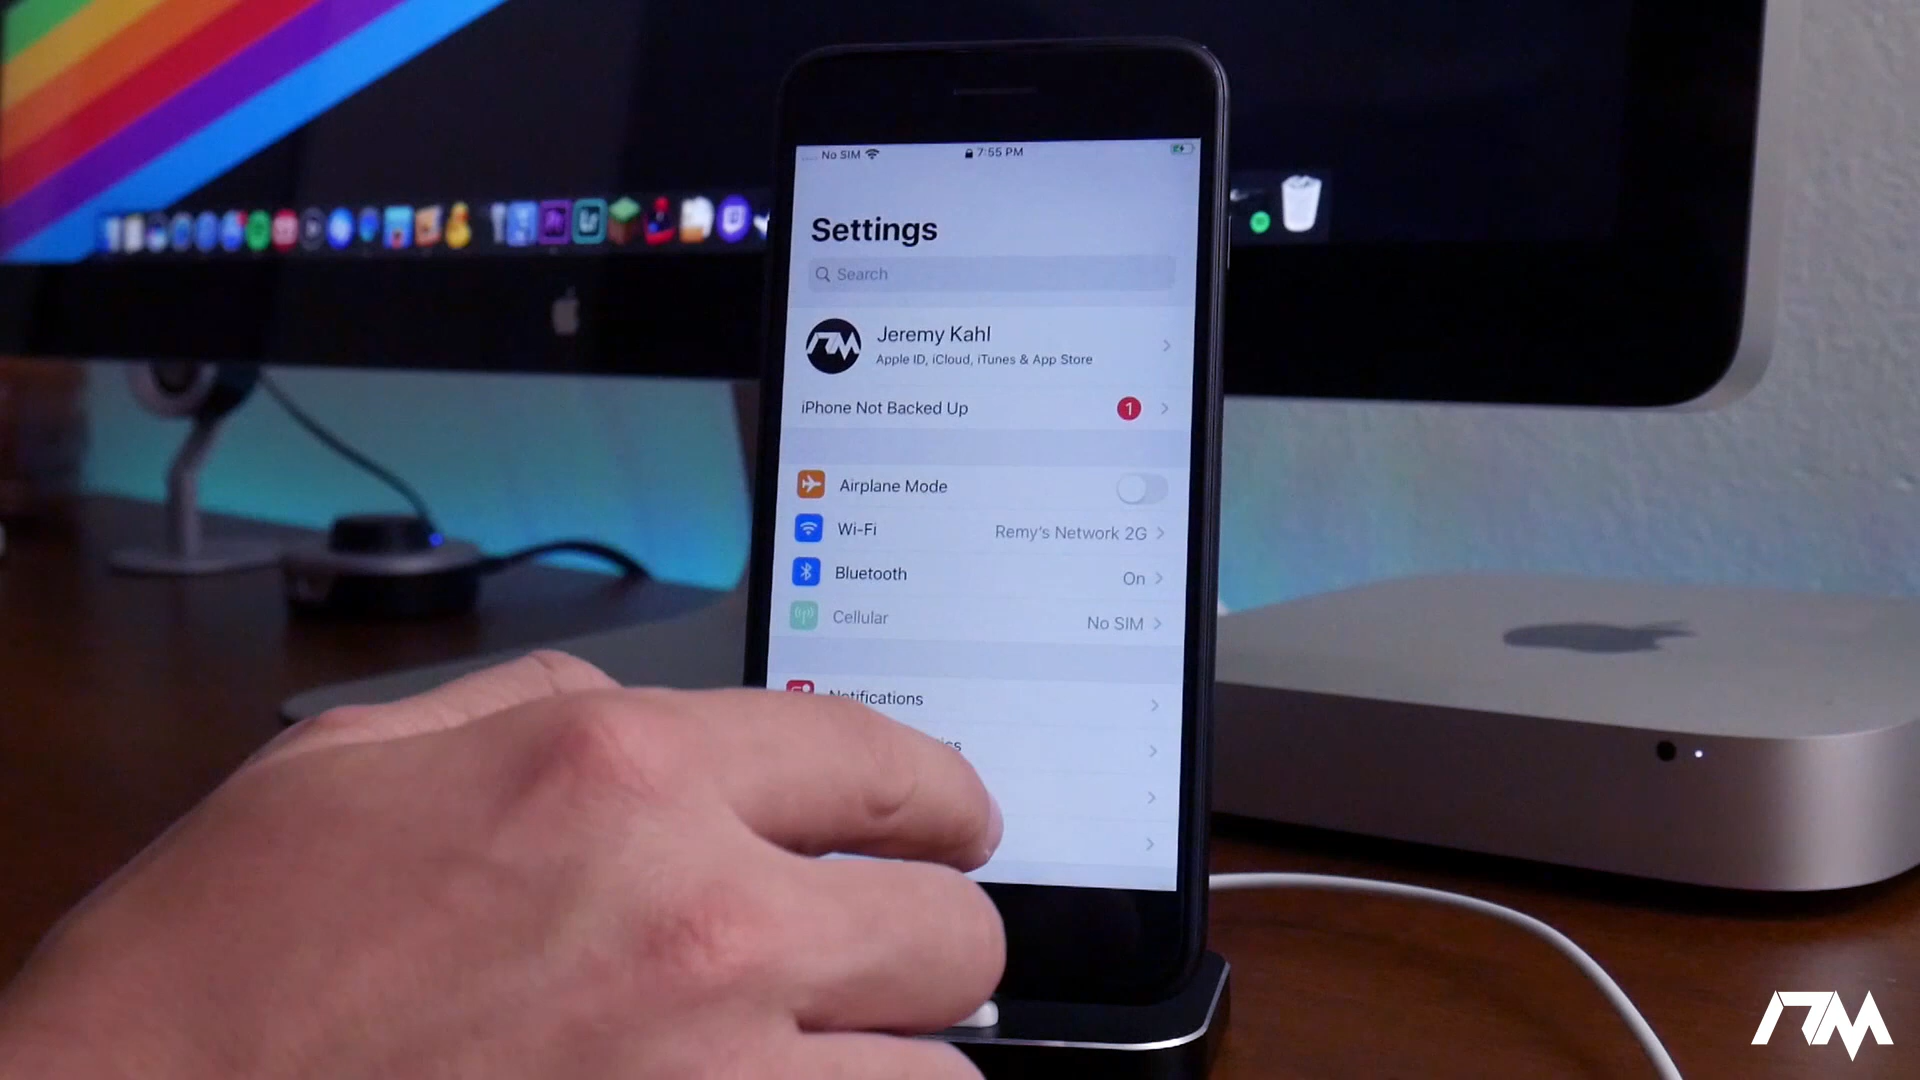 No SIM 7:55 PM
Settings
Search
Jeremy Kahl
Apple ID, iCloud, iTunes & App Store
iPhone Not Backed Up 1
Airplane Mode
Wi-Fi Remy's Network 2G
Bluetooth On
Cellular No SIM
Notifications